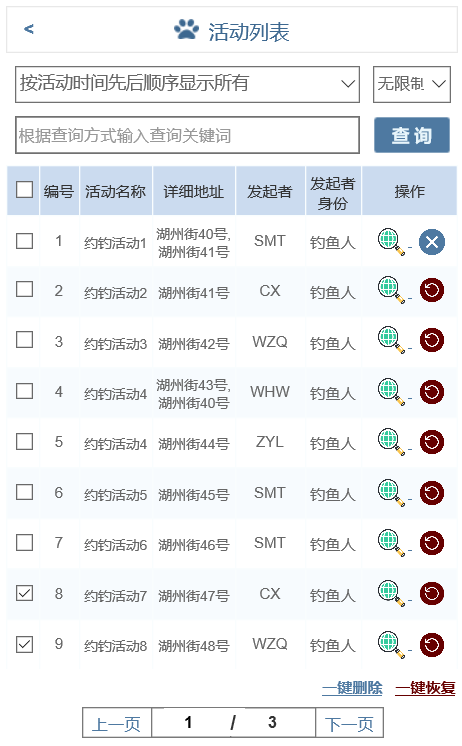 < 活动列表
按活动时间先后顺序显示所有 无限制
根据查询方式输入查询关键词 查 询
编号 活动名称 详细地址 发起者 发起者身份 操作
1 约钓活动1 湖州街40号,湖州街41号 SMT 钓鱼人
2 约钓活动2 湖州街41号 CX 钓鱼人
3 约钓活动3 湖州街42号 WZQ 钓鱼人
4 约钓活动4 湖州街43号,湖州街40号 WHW 钓鱼人
5 约钓活动4 湖州街44号 ZYL 钓鱼人
6 约钓活动5 湖州街45号 SMT 钓鱼人
7 约钓活动6 湖州街46号 SMT 钓鱼人
8 约钓活动7 湖州街47号 CX 钓鱼人
9 约钓活动8 湖州街48号 WZQ 钓鱼人
一键删除 一键恢复
上一页 1 / 3 下一页